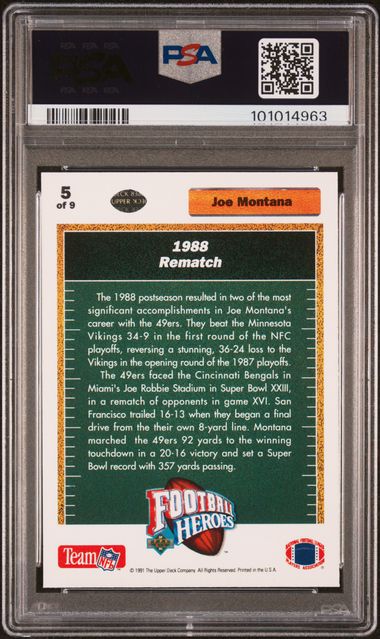 PSA
PSA
101014963
5
of 9
UPPER DECK
Joe Montana
1988
Rematch
The 1988 postseason resulted in two of the most
significant accomplishments in Joe Montana's
career with the 49ers. They beat the Minnesota
Vikings 34-9 in the first round of the NFC
playoffs, reversing a stunning, 36-24 loss to the
Vikings in the opening round of the 1987 playoffs.
The 49ers faced the Cincinnati Bengals in
Miami's Joe Robbie Stadium in Super Bowl XXIII,
in a rematch of opponents in game XVI. San
Francisco trailed 16-13 when they began a final
drive from the their own 8-yard line. Montana
marched the 49ers 92 yards to the winning
touchdown in a 20-16 victory and set a Super
Bowl record with 357 yards passing.
FOOTBALL
HEROES
Team NFL
© 1991 The Upper Deck Company. All Rights Reserved. Printed in the U.S.A.